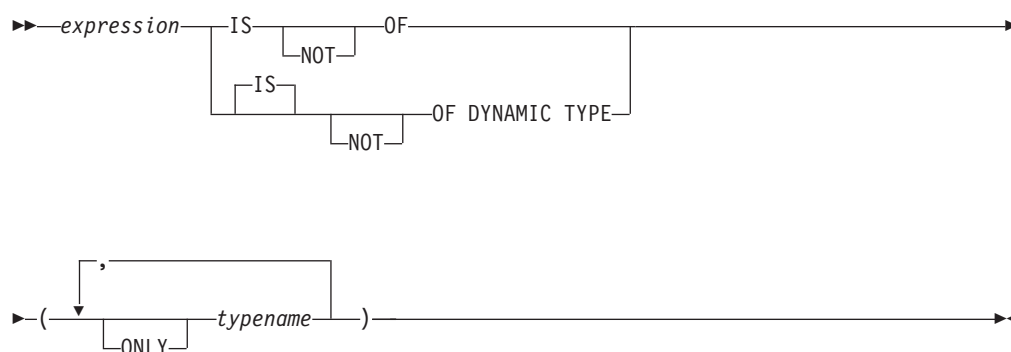 expression IS OF
NOT
IS
OF DYNAMIC TYPE
NOT
,
( typename )
ONLY